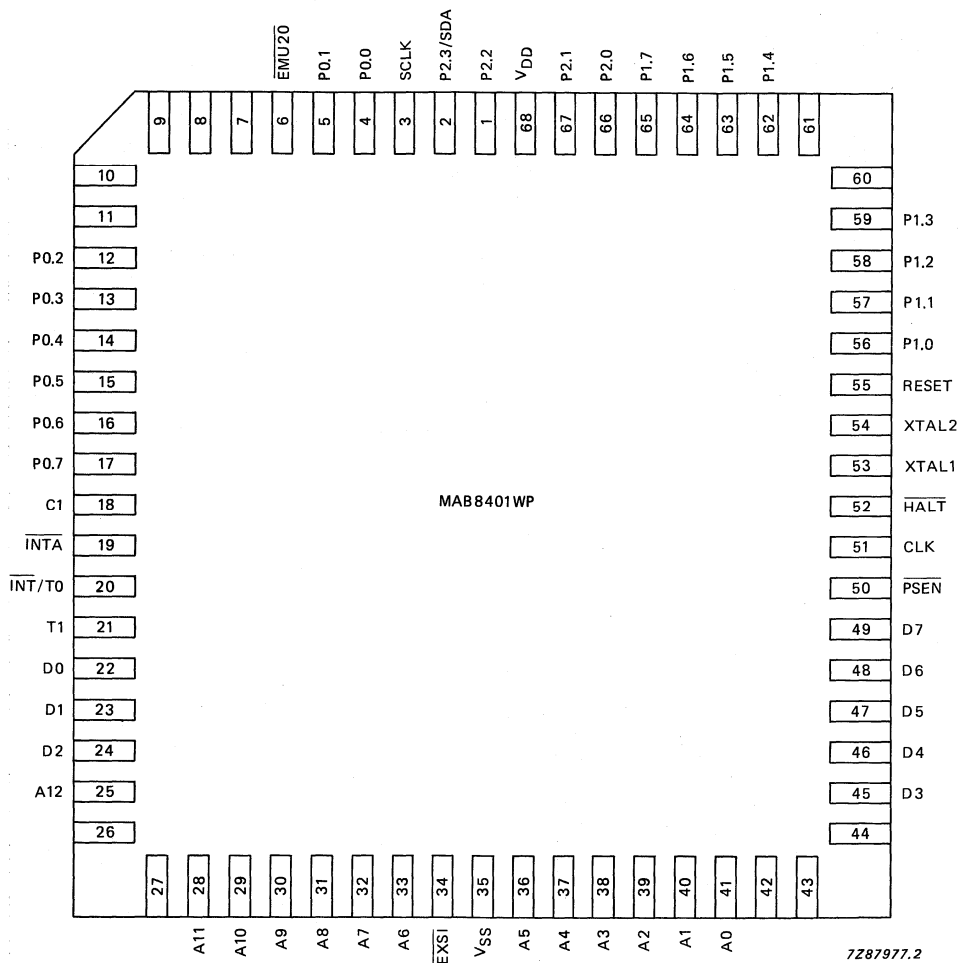 EMU20 P0.1 P0.0 SCLK P2.3/SDA P2.2 VDD P2.1 P2.0 P1.7 P1.6 P1.5 P1.4
9 8 7 6 5 4 3 2 1 68 67 66 65 64 63 62 61
10 60
11 59 P1.3
P0.2 12 58 P1.2
P0.3 13 57 P1.1
P0.4 14 56 P1.0
P0.5 15 55 RESET
P0.6 16 54 XTAL2
P0.7 17 53 XTAL1
C1 18 MAB8401WP 52 HALT
INTA 19 51 CLK
INT/T0 20 50 PSEN
T1 21 49 D7
D0 22 48 D6
D1 23 47 D5
D2 24 46 D4
A12 25 45 D3
26 44
27 28 29 30 31 32 33 34 35 36 37 38 39 40 41 42 43
A11 A10 A9 A8 A7 A6 EXSI VSS A5 A4 A3 A2 A1 A0
7Z87977.2